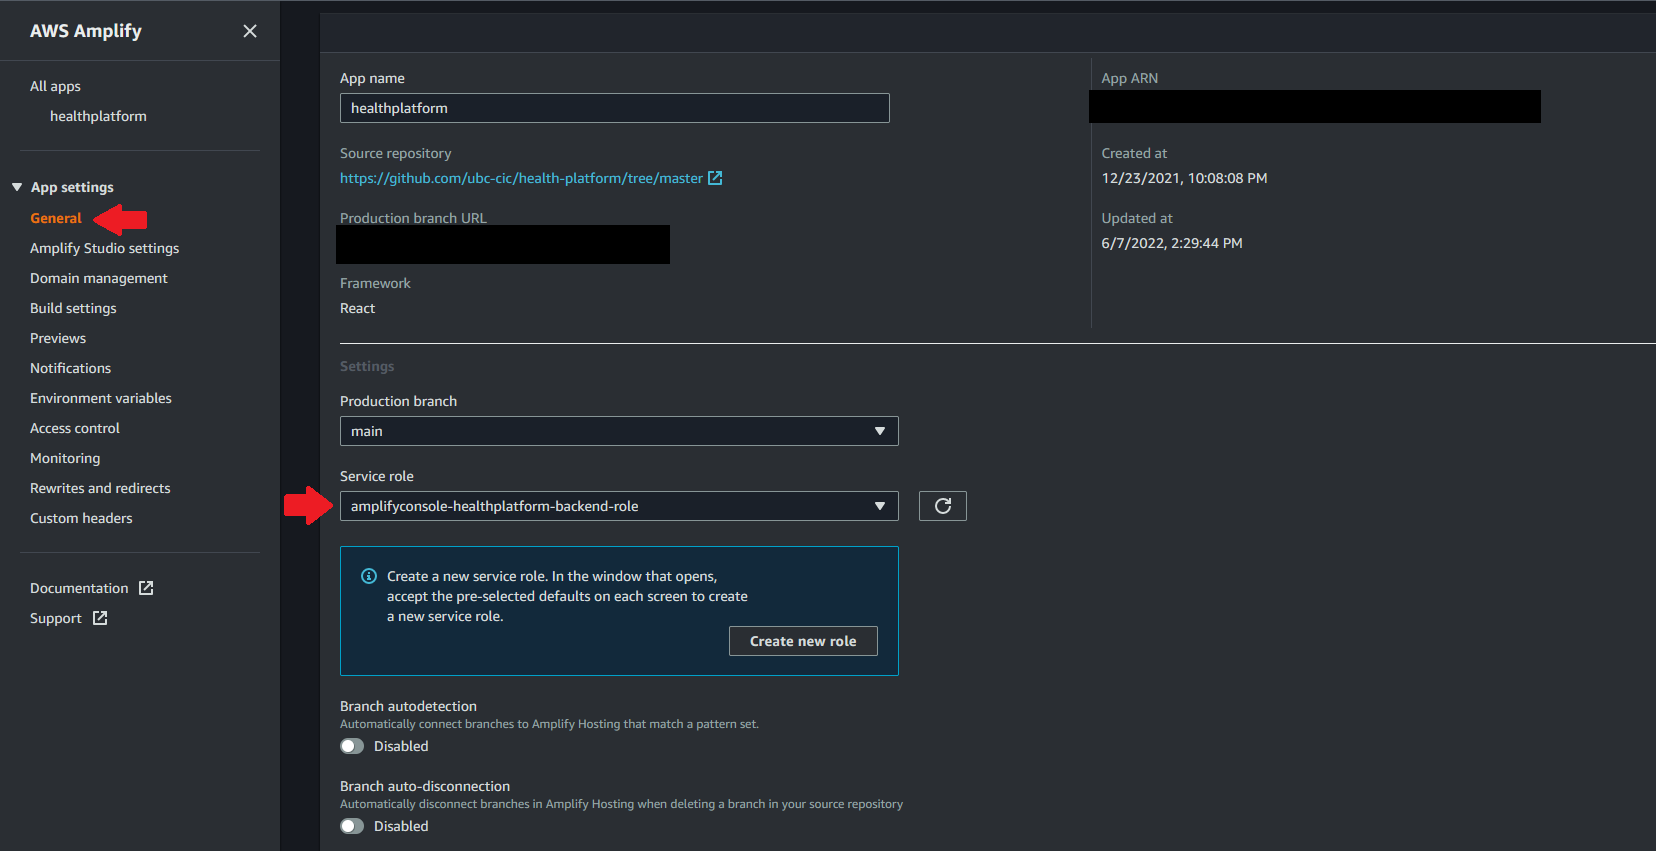 AWS Amplify
All apps
healthplatform
App settings
General
Amplify Studio settings
Domain management
Build settings
Previews
Notifications
Environment variables
Access control
Monitoring
Rewrites and redirects
Custom headers
Documentation
Support
App name
healthplatform
Source repository
https://github.com/ubc-cic/health-platform/tree/master
Production branch URL
Framework
React
App ARN
Created at
12/23/2021, 10:08:08 PM
Updated at
6/7/2022, 2:29:44 PM
Settings
Production branch
main
Service role
amplifyconsole-healthplatform-backend-role
Create a new service role. In the window that opens,
accept the pre-selected defaults on each screen to create
a new service role.
Create new role
Branch autodetection
Automatically connect branches to Amplify Hosting that match a pattern set.
Disabled
Branch auto-disconnection
Automatically disconnect branches in Amplify Hosting when deleting a branch in your source repository
Disabled